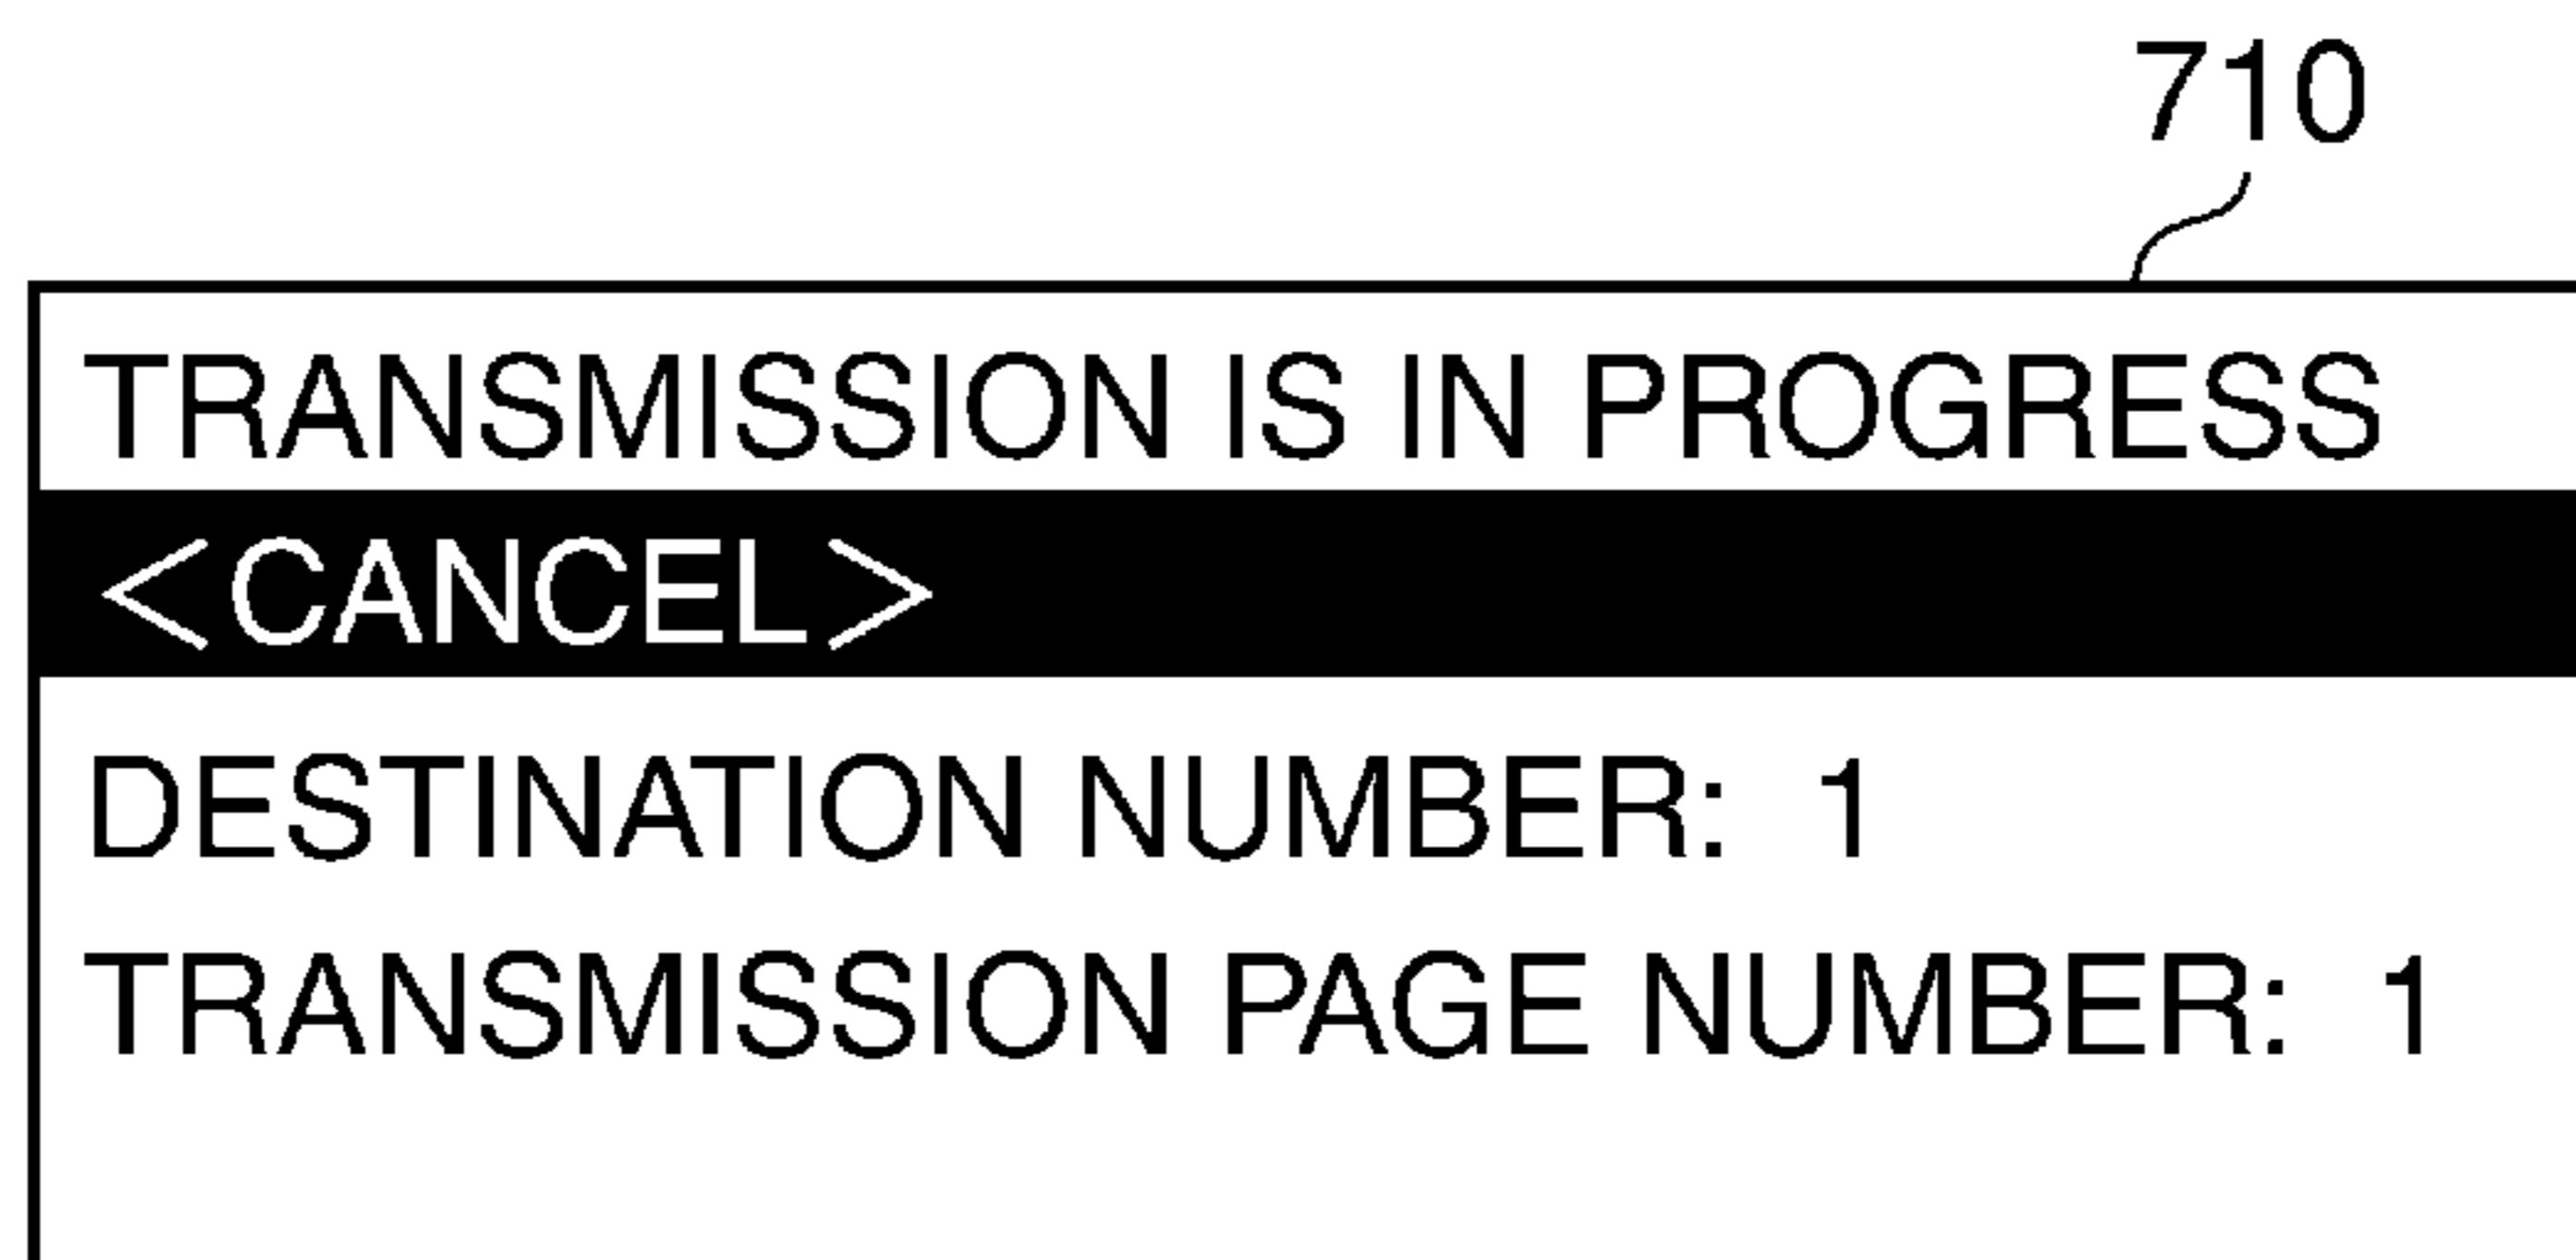 710
TRANSMISSION IS IN PROGRESS
<CANCEL>
DESTINATION NUMBER: 1
TRANSMISSION PAGE NUMBER: 1